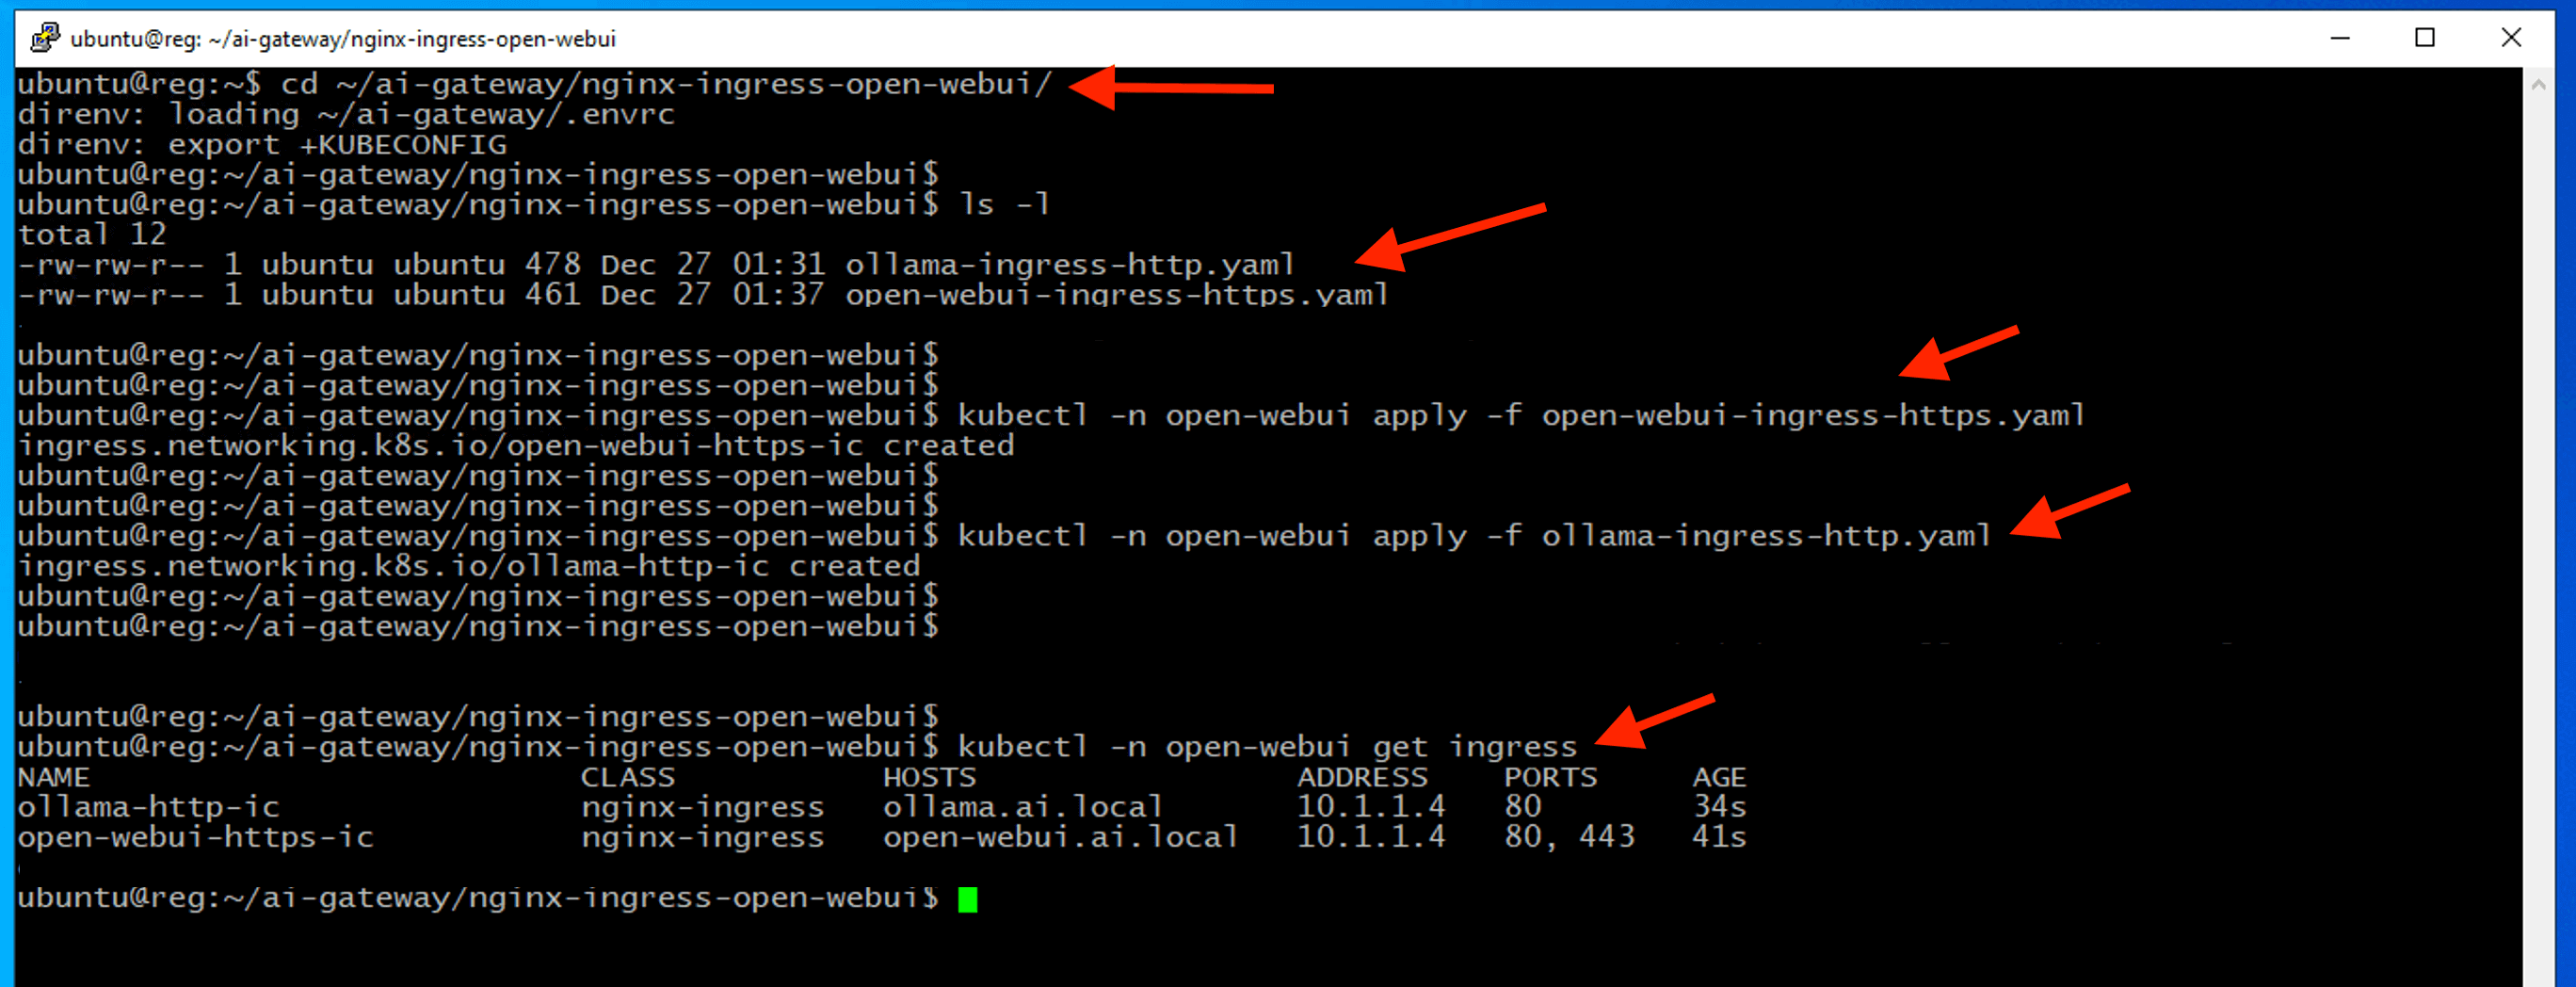 ubuntu@reg: ~/ai-gateway/nginx-ingress-open-webui
ubuntu@reg:~$ cd ~/ai-gateway/nginx-ingress-open-webui/
direnv: loading ~/ai-gateway/.envrc
direnv: export +KUBECONFIG
ubuntu@reg:~/ai-gateway/nginx-ingress-open-webui$
ubuntu@reg:~/ai-gateway/nginx-ingress-open-webui$ ls -l
total 12
-rw-rw-r-- 1 ubuntu ubuntu 478 Dec 27 01:31 ollama-ingress-http.yaml
-rw-rw-r-- 1 ubuntu ubuntu 461 Dec 27 01:37 open-webui-ingress-https.yaml
ubuntu@reg:~/ai-gateway/nginx-ingress-open-webui$
ubuntu@reg:~/ai-gateway/nginx-ingress-open-webui$
ubuntu@reg:~/ai-gateway/nginx-ingress-open-webui$ kubectl -n open-webui apply -f open-webui-ingress-https.yaml
ingress.networking.k8s.io/open-webui-https-ic created
ubuntu@reg:~/ai-gateway/nginx-ingress-open-webui$
ubuntu@reg:~/ai-gateway/nginx-ingress-open-webui$
ubuntu@reg:~/ai-gateway/nginx-ingress-open-webui$ kubectl -n open-webui apply -f ollama-ingress-http.yaml
ingress.networking.k8s.io/ollama-http-ic created
ubuntu@reg:~/ai-gateway/nginx-ingress-open-webui$
ubuntu@reg:~/ai-gateway/nginx-ingress-open-webui$
ubuntu@reg:~/ai-gateway/nginx-ingress-open-webui$
ubuntu@reg:~/ai-gateway/nginx-ingress-open-webui$ kubectl -n open-webui get ingress
NAME CLASS HOSTS ADDRESS PORTS AGE
ollama-http-ic nginx-ingress ollama.ai.local 10.1.1.4 80 34s
open-webui-https-ic nginx-ingress open-webui.ai.local 10.1.1.4 80, 443 41s
ubuntu@reg:~/ai-gateway/nginx-ingress-open-webui$